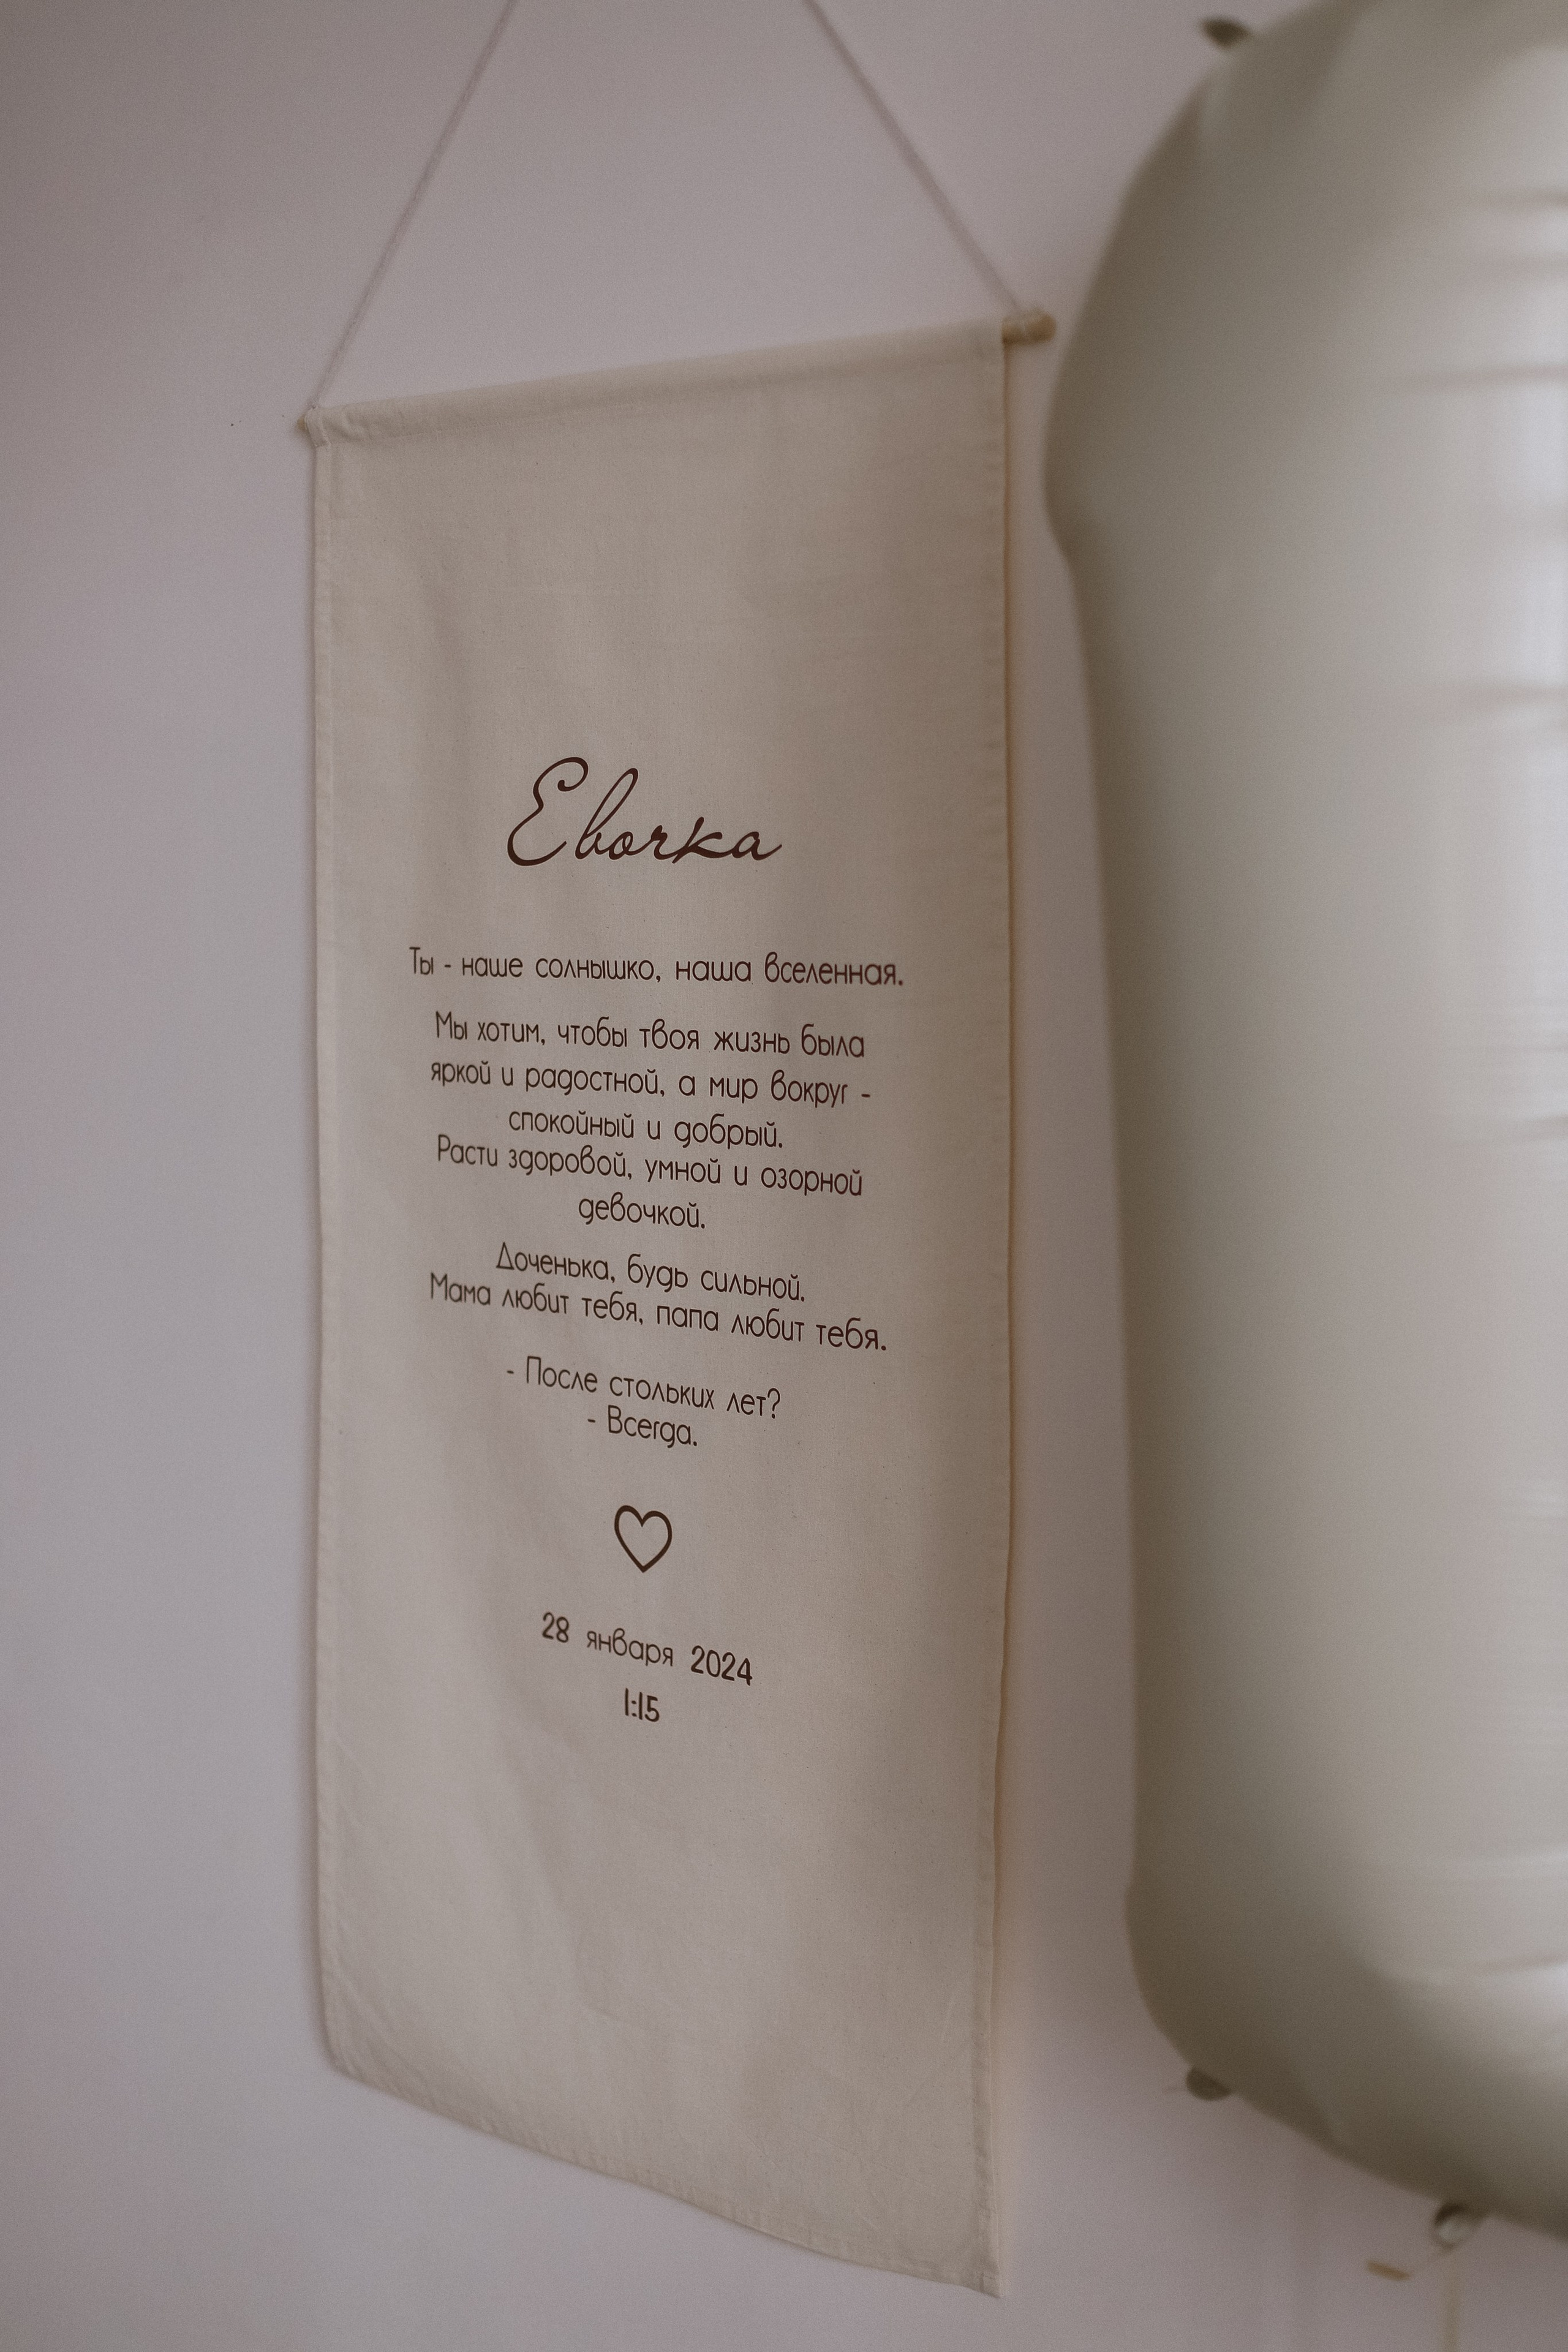 Евочка
Ты - наше солнышко, наша вселенная.
Мы хотим, чтобы твоя жизнь была
яркой и радостной, а мир вокруг -
спокойный и добрый.
Расти здоровой, умной и озорной
девочкой.
Доченька, будь сильной.
Мама любит тебя, папа любит тебя.
- После стольких лет?
- Всегда.
28 января 2024
1:15